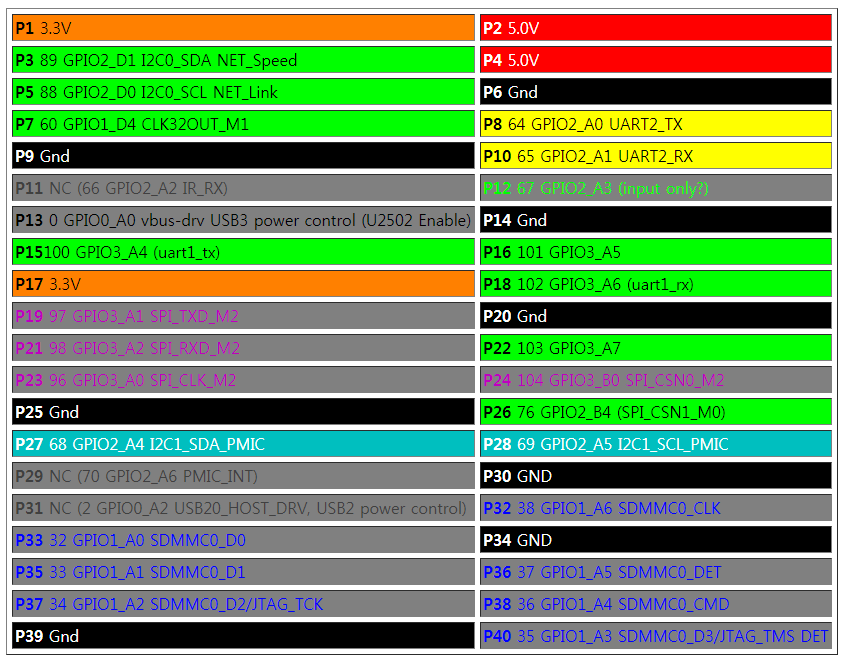 P1 3.3V
P2 5.0V
P3 89 GPIO2_D1 I2C0_SDA NET_Speed
P4 5.0V
P5 88 GPIO2_D0 I2C0_SCL NET_Link
P6 Gnd
P7 60 GPIO1_D4 CLK32OUT_M1
P8 64 GPIO2_A0 UART2_TX
P9 Gnd
P10 65 GPIO2_A1 UART2_RX
P11 NC (66 GPIO2_A2 IR_RX)
P12 67 GPIO2_A3 (input only?)
P13 0 GPIO0_A0 vbus-drv USB3 power control (U2502 Enable)
P14 Gnd
P15100 GPIO3_A4 (uart1_tx)
P16 101 GPIO3_A5
P17 3.3V
P18 102 GPIO3_A6 (uart1_rx)
P19 97 GPIO3_A1 SPI_TXD_M2
P20 Gnd
P21 98 GPIO3_A2 SPI_RXD_M2
P22 103 GPIO3_A7
P23 96 GPIO3_A0 SPI_CLK_M2
P24 104 GPIO3_B0 SPI_CSN0_M2
P25 Gnd
P26 76 GPIO2_B4 (SPI_CSN1_M0)
P27 68 GPIO2_A4 I2C1_SDA_PMIC
P28 69 GPIO2_A5 I2C1_SCL_PMIC
P29 NC (70 GPIO2_A6 PMIC_INT)
P30 GND
P31 NC (2 GPIO0_A2 USB20_HOST_DRV, USB2 power control)
P32 38 GPIO1_A6 SDMMC0_CLK
P33 32 GPIO1_A0 SDMMC0_D0
P34 GND
P35 33 GPIO1_A1 SDMMC0_D1
P36 37 GPIO1_A5 SDMMC0_DET
P37 34 GPIO1_A2 SDMMC0_D2/JTAG_TCK
P38 36 GPIO1_A4 SDMMC0_CMD
P39 Gnd
P40 35 GPIO1_A3 SDMMC0_D3/JTAG_TMS DET